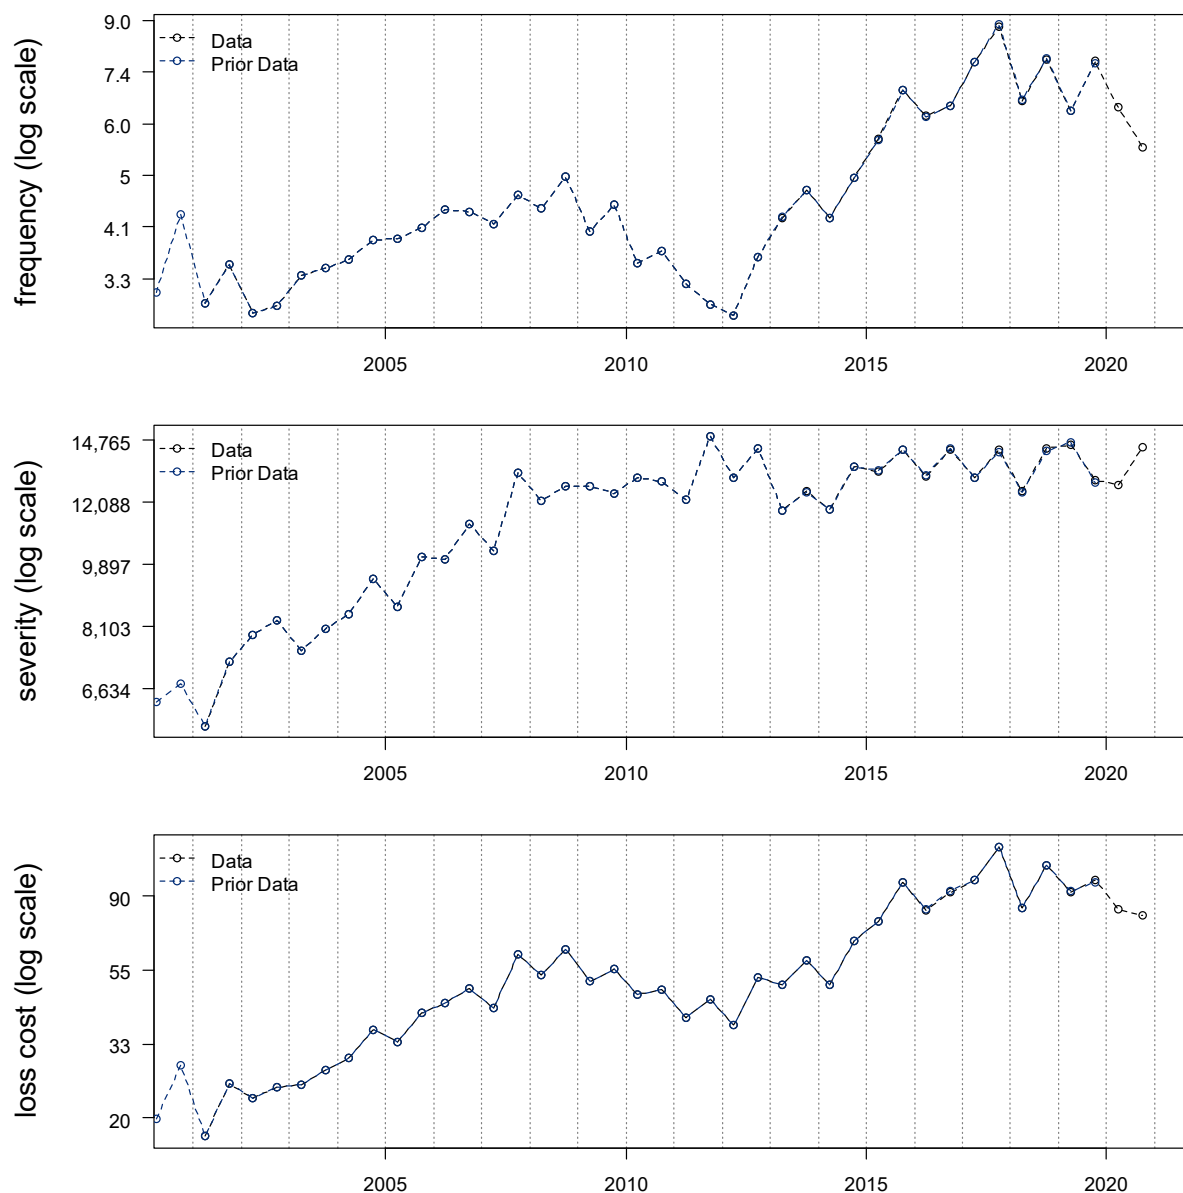 frequency (log scale)
9.0
7.4
6.0
5
4.1
3.3
Data
Prior Data
2005 2010 2015 2020
severity (log scale)
14,765
12,088
9,897
8,103
6,634
Data
Prior Data
2005 2010 2015 2020
loss cost (log scale)
90
55
33
20
Data
Prior Data
2005 2010 2015 2020